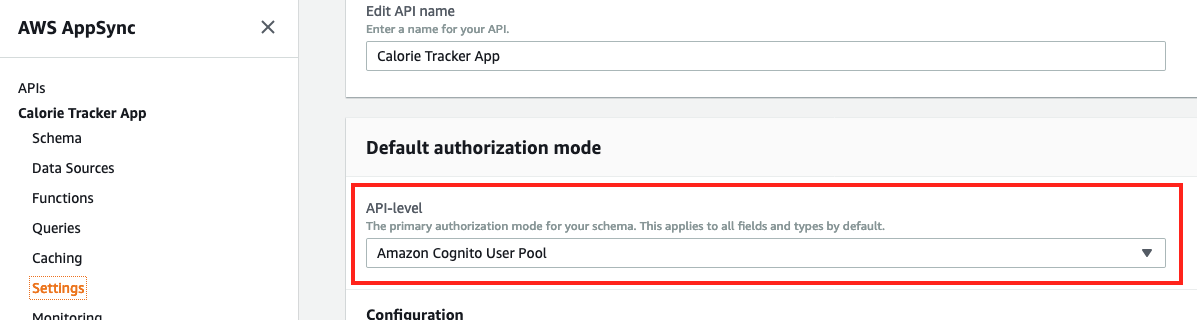 AWS AppSync
APIs
Calorie Tracker App
Schema
Data Sources
Functions
Queries
Caching
Settings
Monitoring
Edit API name
Enter a name for your API.
Calorie Tracker App
Default authorization mode
API-level
The primary authorization mode for your schema. This applies to all fields and types by default.
Amazon Cognito User Pool
Configuration